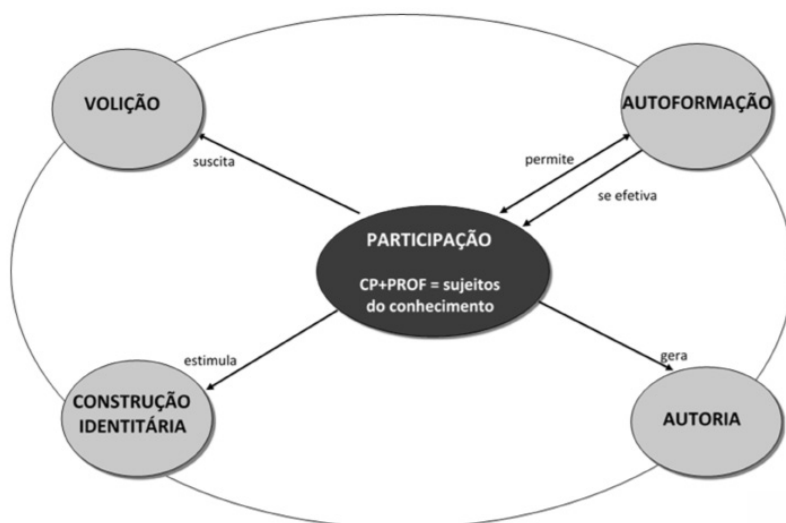 VOLIÇÃO
AUTOFORMAÇÃO
suscita
permite
se efetiva
PARTICIPAÇÃO
CP+PROF = sujeitos
do conhecimento
estimula
gera
CONSTRUÇÃO
IDENTITÁRIA
AUTORIA